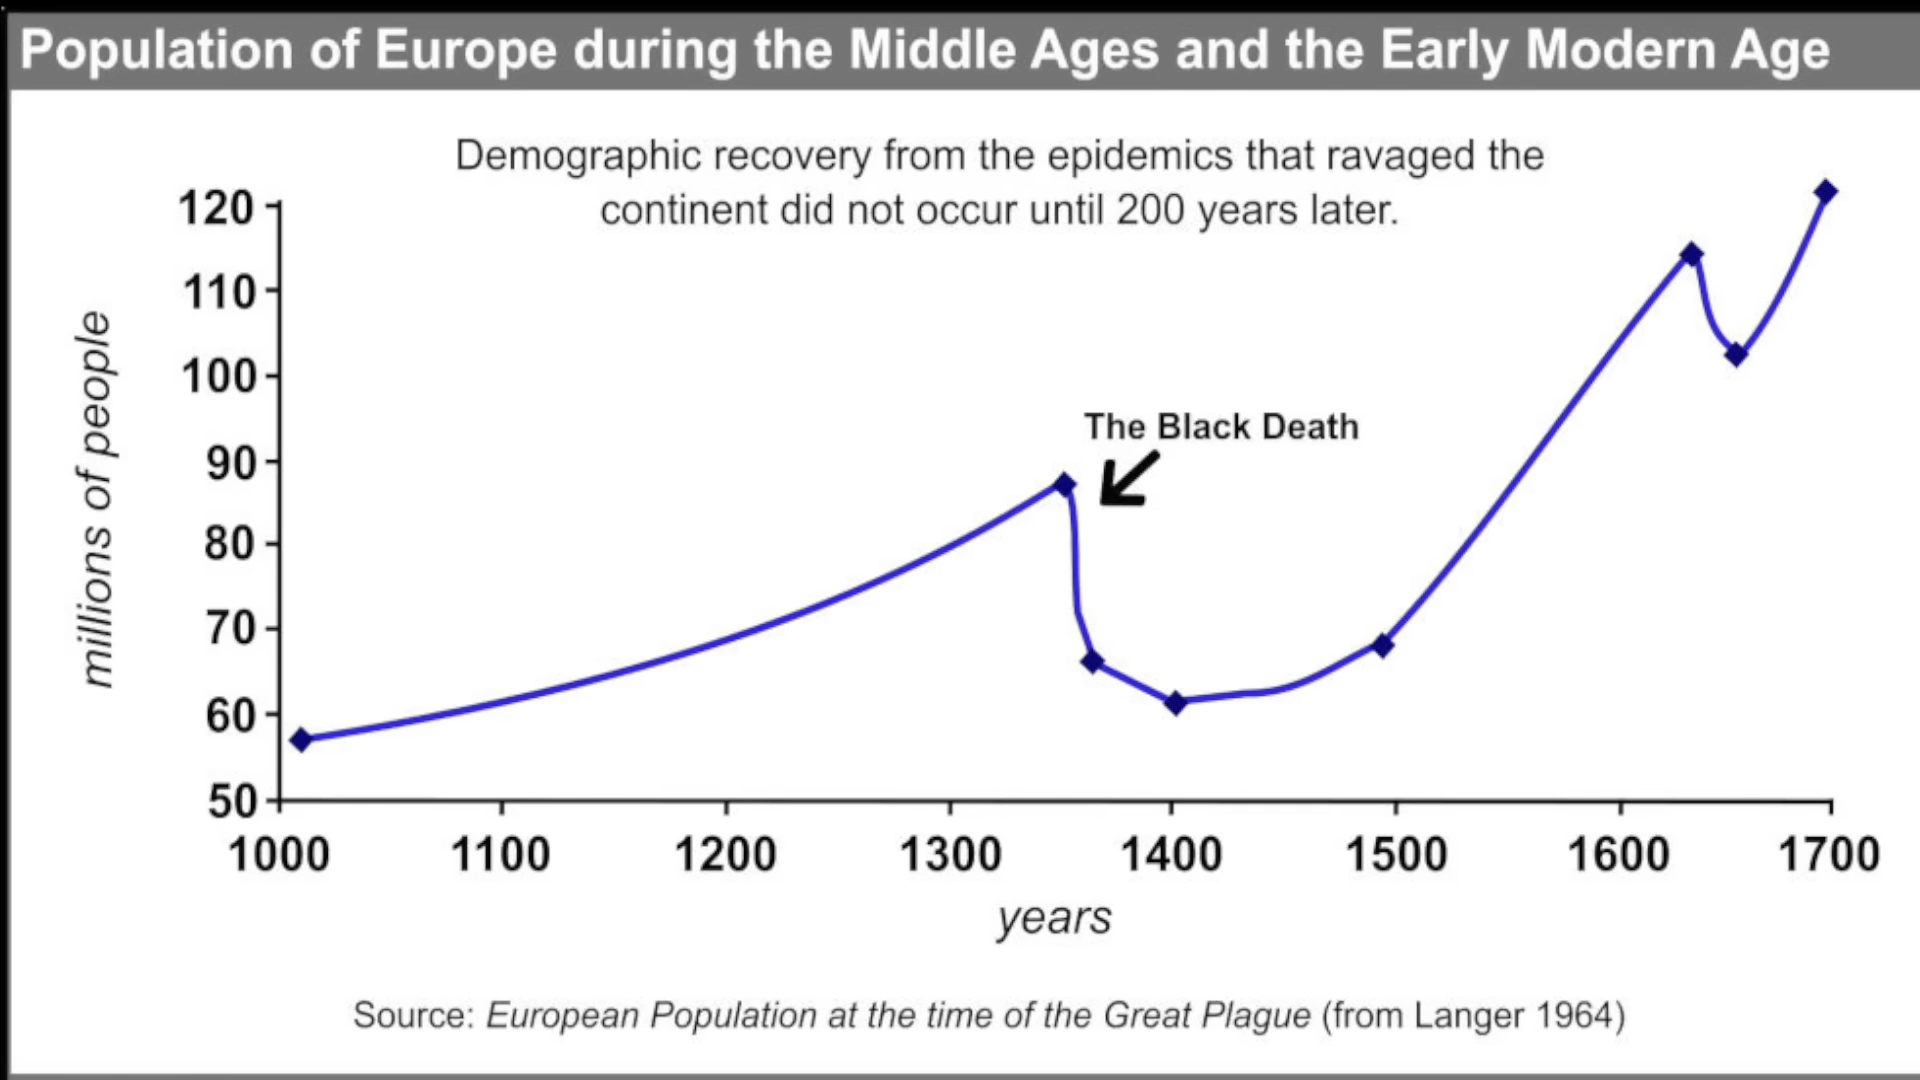 Population of Europe during the Middle Ages and the Early Modern Age
Demographic recovery from the epidemics that ravaged the
continent did not occur until 200 years later.
120
110
100
90
80
70
60
50
millions of people
The Black Death
1000 1100 1200 1300 1400 1500 1600 1700
years
Source: European Population at the time of the Great Plague (from Langer 1964)